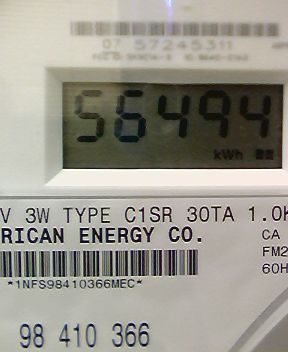 07 57245311
56494
kWh
V 3W TYPE C1SR 30TA 1.0K
RICAN ENERGY CO.
CA
FM2
60H
*1NFS98410366MEC*
98 410 366